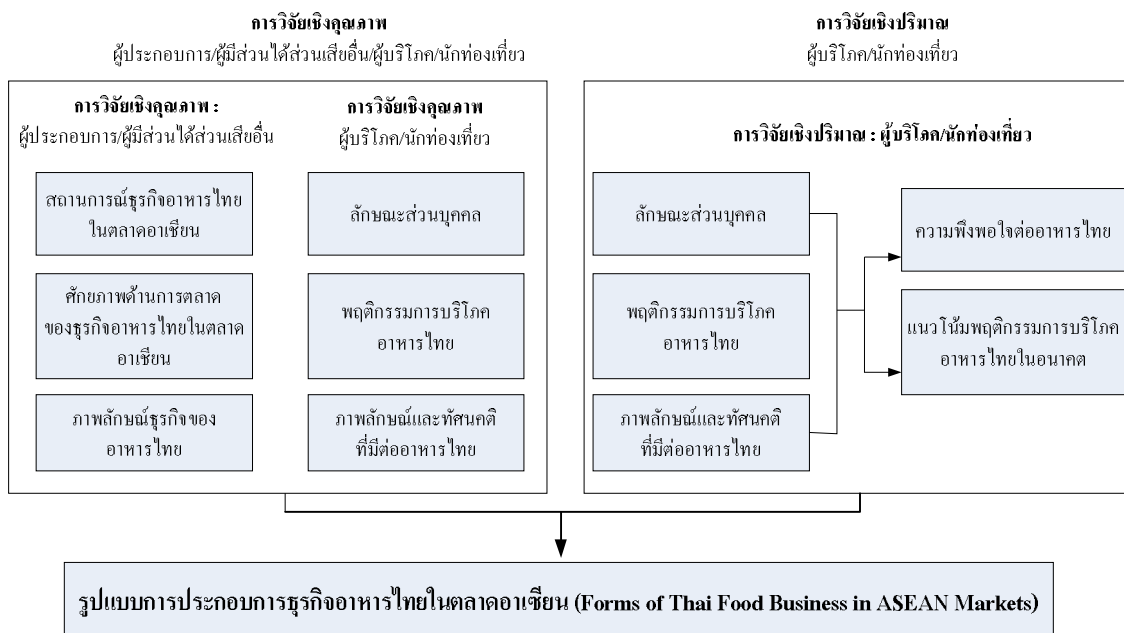 การวิจัยเชิงคุณภาพ
ผู้ประกอบการ/ผู้มีส่วนได้ส่วนเสียอื่น/ผู้บริโภค/นักท่องเที่ยว
การวิจัยเชิงคุณภาพ :
ผู้ประกอบการ/ผู้มีส่วนได้ส่วนเสียอื่น
สถานการณ์ธุรกิจอาหารไทย
ในตลาดอาเซียน
ศักยภาพด้านการตลาด
ของธุรกิจอาหารไทยในตลาด
อาเซียน
ภาพลักษณ์ธุรกิจของ
อาหารไทย
การวิจัยเชิงคุณภาพ
ผู้บริโภค/นักท่องเที่ยว
ลักษณะส่วนบุคคล
พฤติกรรมการบริโภค
อาหารไทย
ภาพลักษณ์และทัศนคติ
ที่มีต่ออาหารไทย
การวิจัยเชิงปริมาณ
ผู้บริโภค/นักท่องเที่ยว
การวิจัยเชิงปริมาณ : ผู้บริโภค/นักท่องเที่ยว
ลักษณะส่วนบุคคล
พฤติกรรมการบริโภค
อาหารไทย
ภาพลักษณ์และทัศนคติ
ที่มีต่ออาหารไทย
ความพึงพอใจต่ออาหารไทย
แนวโน้มพฤติกรรมการบริโภค
อาหารไทยในอนาคต
รูปแบบการประกอบการธุรกิจอาหารไทยในตลาดอาเซียน (Forms of Thai Food Business in ASEAN Markets)